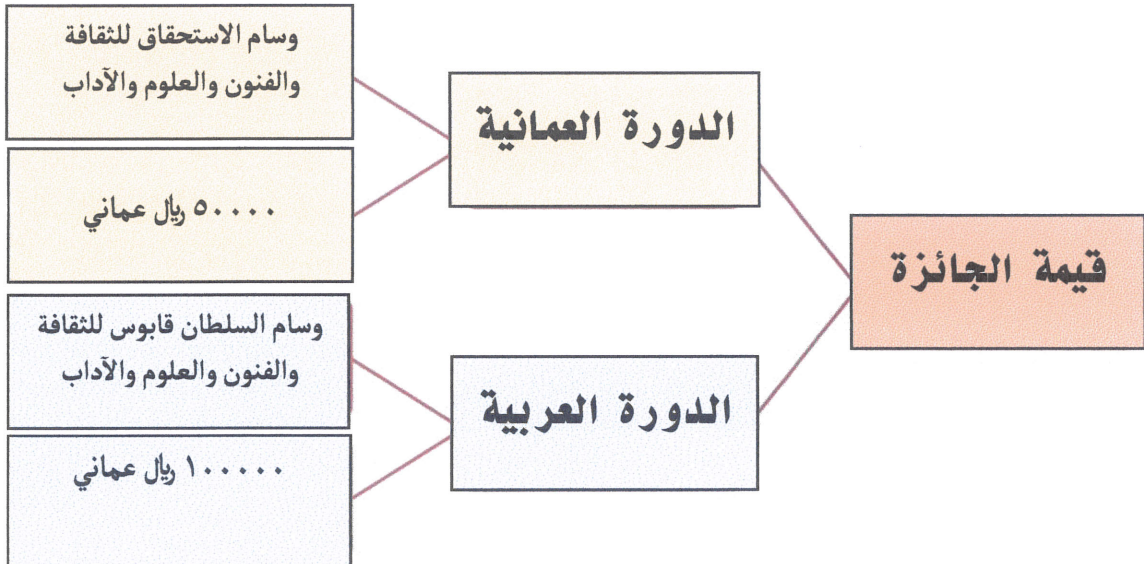 قيمة الجائزة
الدورة العمانية
وسام الاستحقاق للثقافة
والفنون والعلوم والآداب
٥٠٠٠٠ ريال عماني
الدورة العربية
وسام السلطان قابوس للثقافة
والفنون والعلوم والآداب
١٠٠٠٠٠ ريال عماني